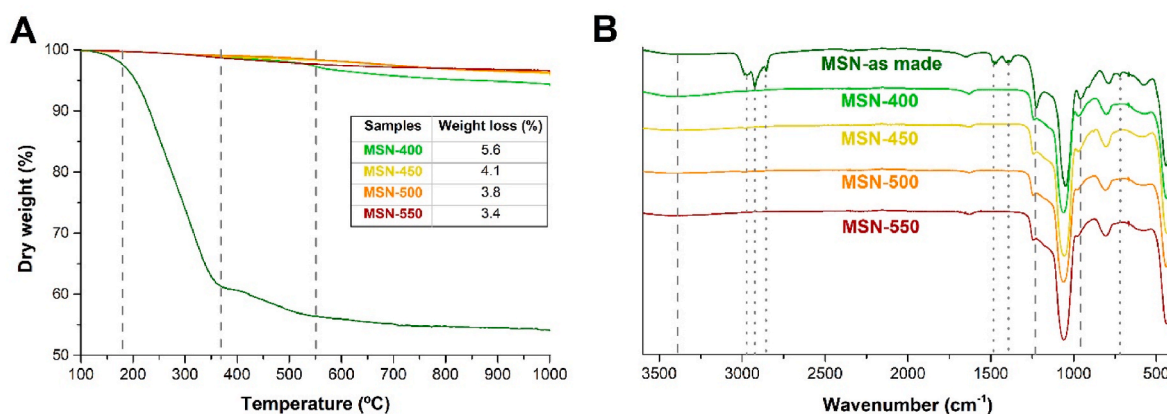 A
100
95
90
80
70
60
50
Dry weight (%)
100 200 300 400 500 600 700 800 900 1000
Temperature (ºC)
Samples Weight loss (%)
MSN-400 5.6
MSN-450 4.1
MSN-500 3.8
MSN-550 3.4
B
MSN-as made
MSN-400
MSN-450
MSN-500
MSN-550
3500 3000 2500 2000 1500 1000 500
Wavenumber (cm-1)